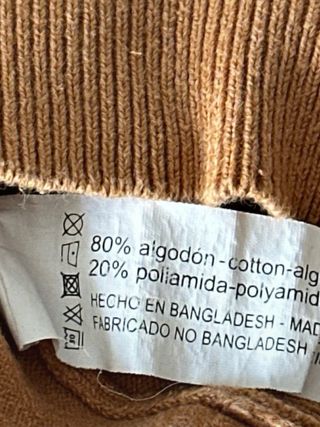 80% algodón-cotton-alg
20% poliamida-polyamid
HECHO EN BANGLADESH - MAD
FABRICADO NO BANGLADESH